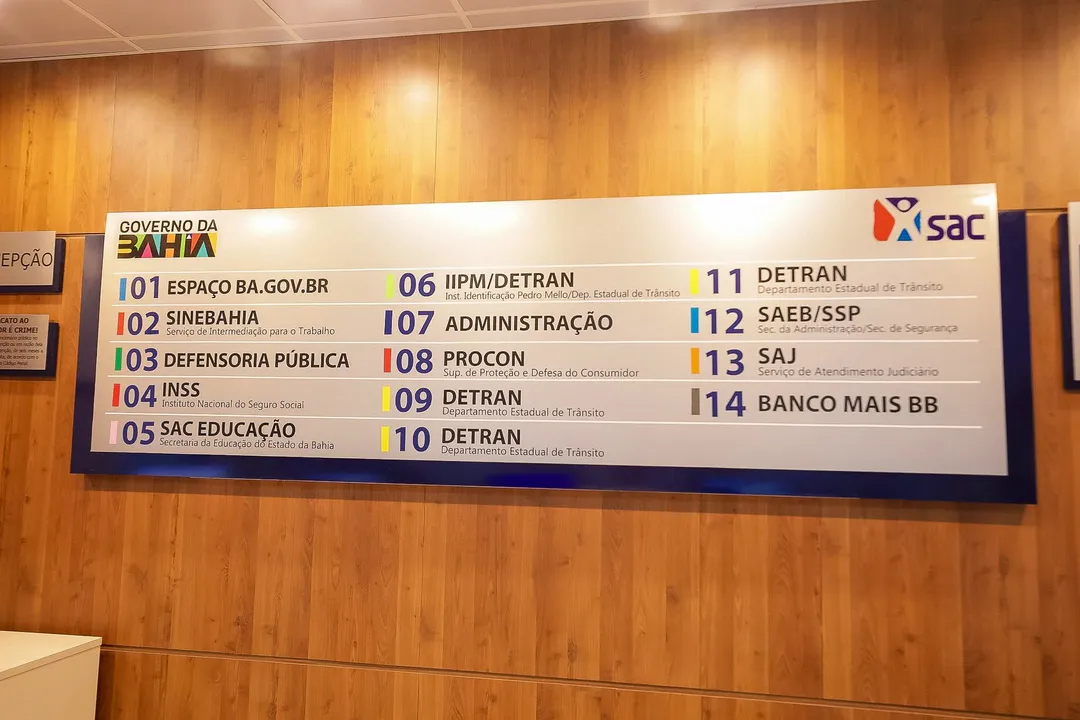 GOVERNO DA
BAHIA
sac
01 ESPAÇO BA.GOV.BR
02 SINEBAHIA
Serviço de Intermediação para o Trabalho
03 DEFENSORIA PÚBLICA
04 INSS
Instituto Nacional do Seguro Social
05 SAC EDUCAÇÃO
Secretaria da Educação do Estado da Bahia
06 IIPM/DETRAN
Inst. Identificação Pedro Mello/Dep. Estadual de Trânsito
07 ADMINISTRAÇÃO
08 PROCON
Sup. de Proteção e Defesa do Consumidor
09 DETRAN
Departamento Estadual de Trânsito
10 DETRAN
Departamento Estadual de Trânsito
11 DETRAN
Departamento Estadual de Trânsito
12 SAEB/SSP
Sec. da Administração/Sec. de Segurança
13 SAJ
Serviço de Atendimento Judiciário
14 BANCO MAIS BB
EPÇÃO
CATO AO
OR É CRIME!